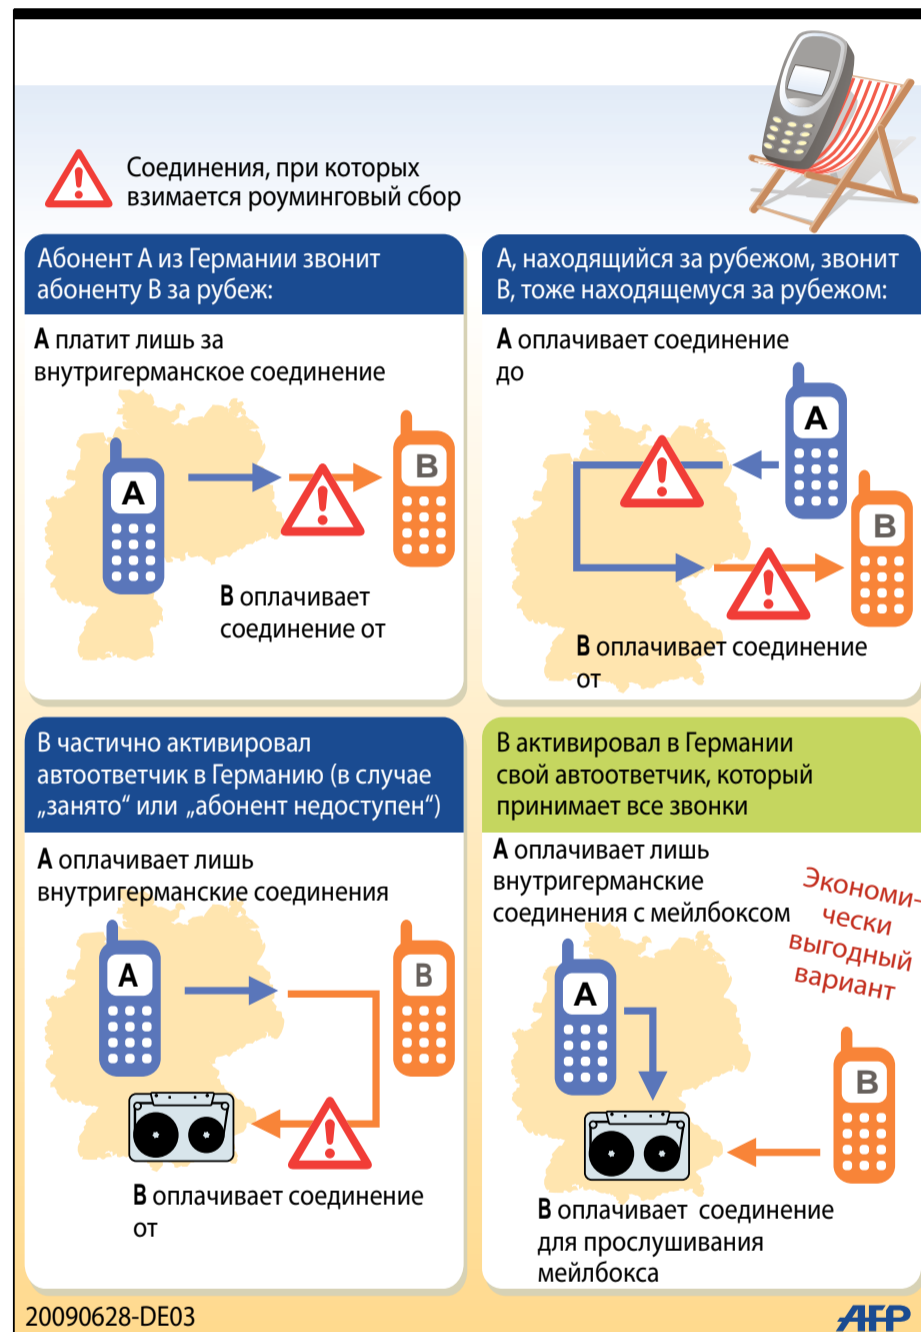 Соединения, при которых
взимается роуминговый сбор
Абонент А из Германии звонит
абоненту В за рубеж:
А платит лишь за
внутригерманское соединение
A
B
В оплачивает
соединение от
А, находящийся за рубежом, звонит
В, тоже находящемуся за рубежом:
А оплачивает соединение
до
A
B
В оплачивает соединение
от
В частично активировал
автоответчик в Германию (в случае
„занято“ или „абонент недоступен“)
А оплачивает лишь
внутригерманские соединения
A
B
В оплачивает соединение
от
В активировал в Германии
свой автоответчик, который
принимает все звонки
А оплачивает лишь
внутригерманские
соединения с мейлбоксом
Экономи-
чески
выгодный
вариант
A
B
В оплачивает соединение
для прослушивания
мейлбокса
20090628-DE03
AFP